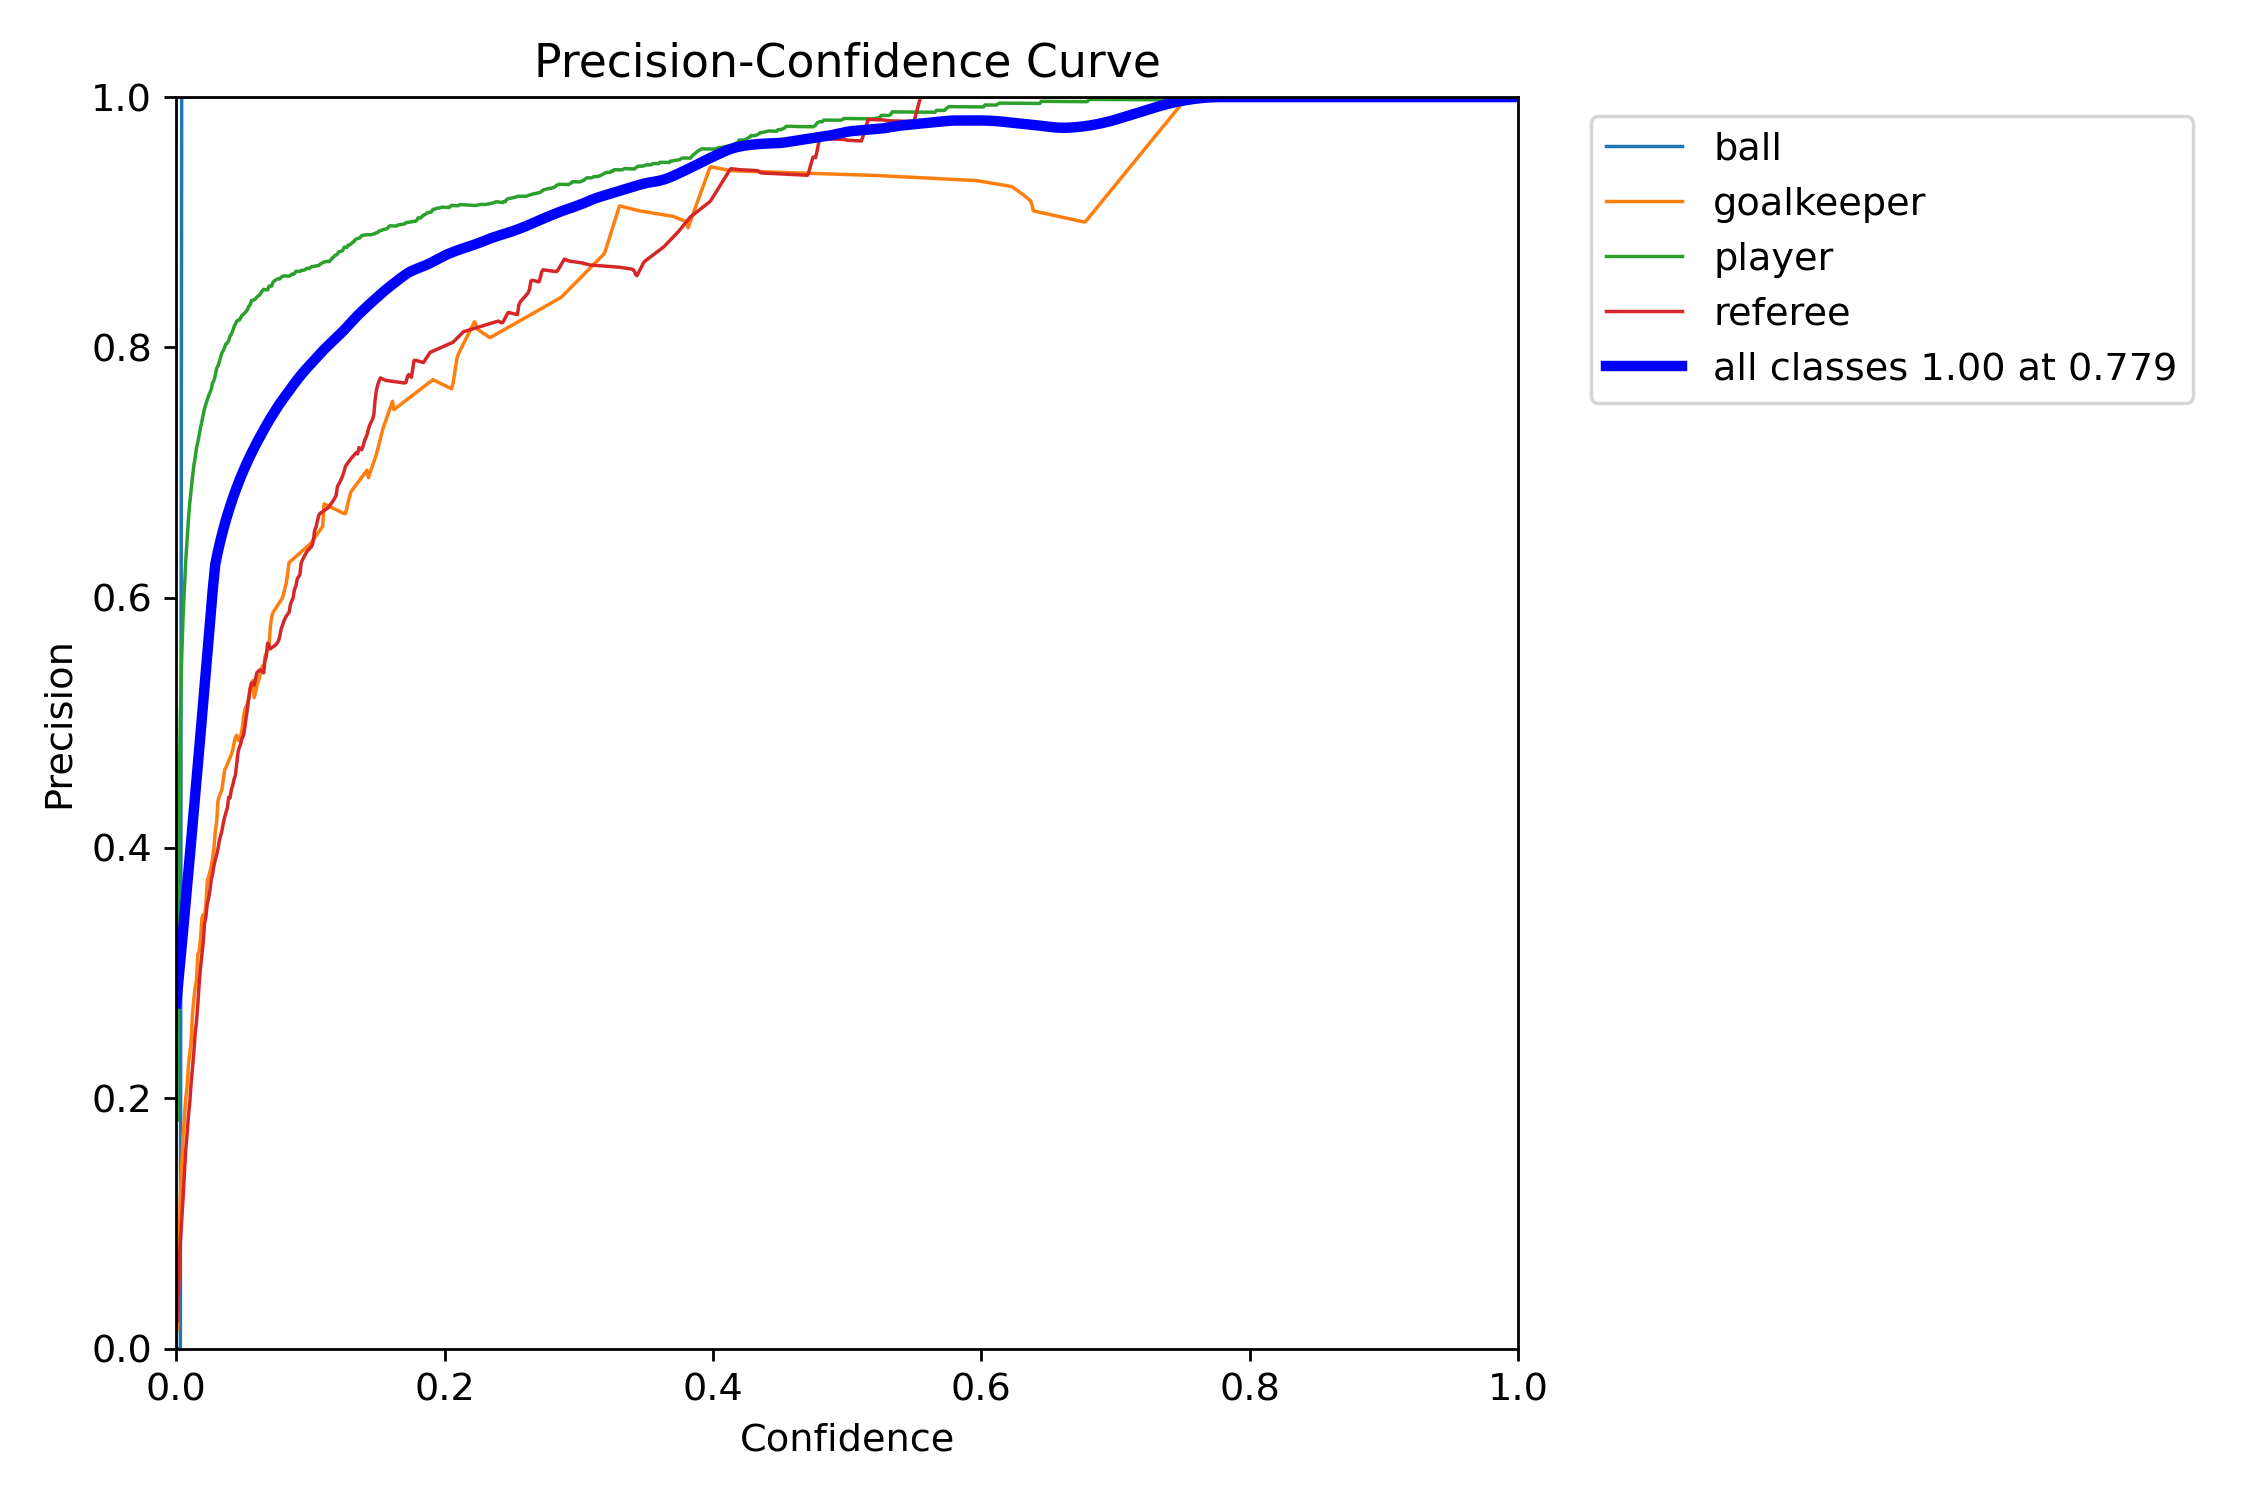 Precision-Confidence Curve
1.0
0.8
0.6
0.4
0.2
0.0
Precision
0.0 0.2 0.4 0.6 0.8 1.0
Confidence
ball
goalkeeper
player
referee
all classes 1.00 at 0.779